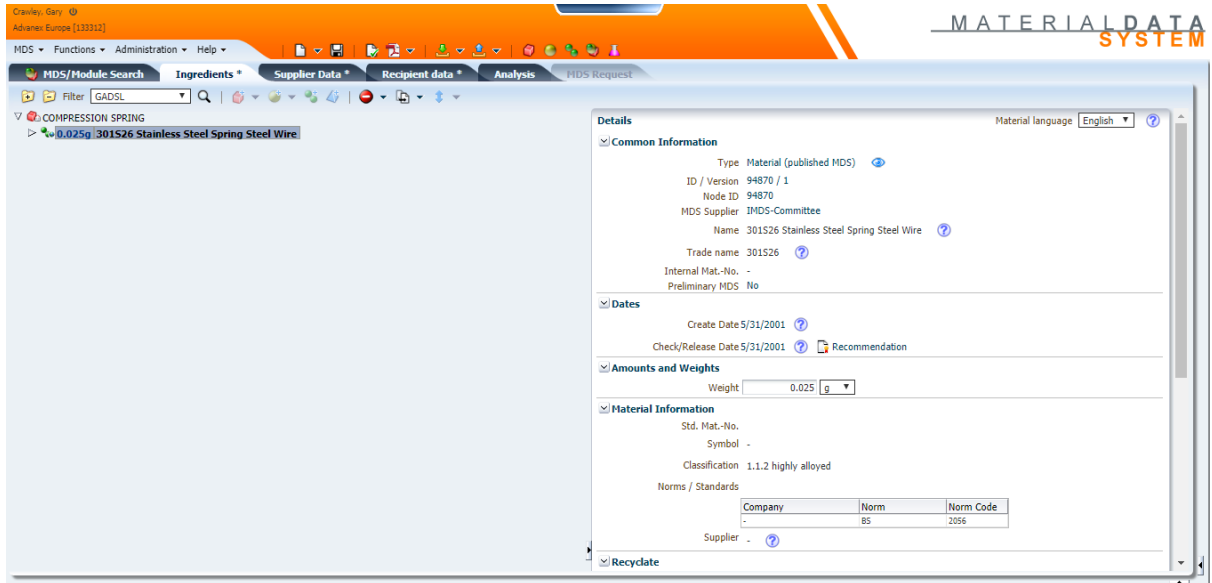 Crawley, Gary
Advanex Europe [133312]
MATERIALDATA
SYSTEM
MDS Functions Administration Help
MDS/Module Search Ingredients * Supplier Data * Recipient data * Analysis MDS Request
Filter GADSL
COMPRESSION SPRING
0.025g 301S26 Stainless Steel Spring Steel Wire
Details Material language English ?
Common Information
Type Material (published MDS)
ID / Version 94870 / 1
Node ID 94870
MDS Supplier IMDS-Committee
Name 301S26 Stainless Steel Spring Steel Wire ?
Trade name 301S26 ?
Internal Mat.-No. -
Preliminary MDS No
Dates
Create Date 5/31/2001 ?
Check/Release Date 5/31/2001 ? Recommendation
Amounts and Weights
Weight 0.025 g
Material Information
Std. Mat.-No.
Symbol -
Classification 1.1.2 highly alloyed
Norms / Standards
Company Norm Norm Code
- BS 2056
Supplier - ?
Recyclate